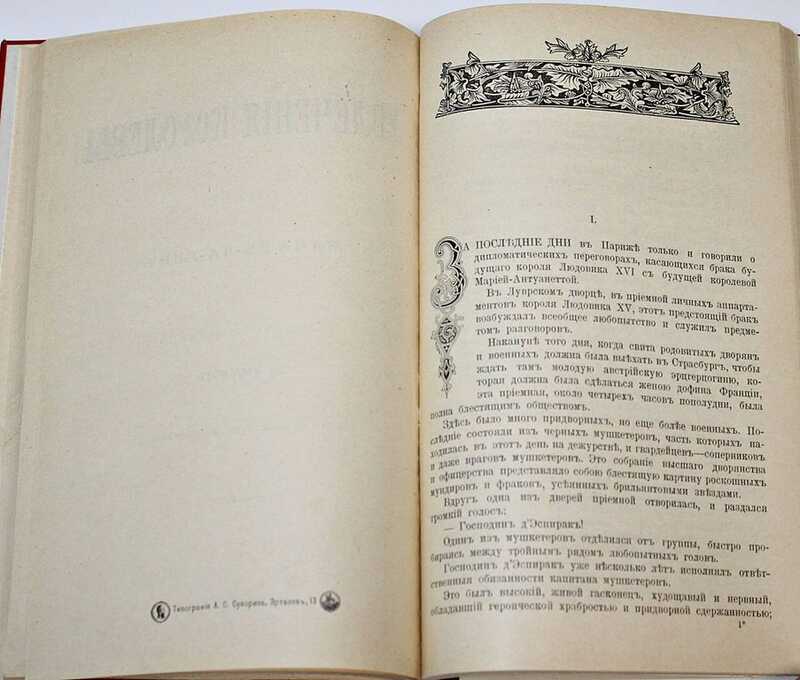 Типографія А. С. Суворина. Эртелевъ, 13
I.
ЗА ПОСЛѢДНІЕ ДНИ въ Парижѣ только и говорили о
дипломатическихъ переговорахъ, касающихся брака бу-
дущаго короля Людовика XVI съ будущей королевой
Маріей-Антуанеттой.
Въ Луврскомъ дворцѣ, въ пріемной личныхъ аппарта-
ментовъ короля Людовика XV, этотъ предстоящій бракъ
возбуждалъ всеобщее любопытство и служилъ предме-
томъ разговоровъ.
Наканунѣ того дня, когда свита родовитыхъ дворянъ
и военныхъ должна была выѣхать въ Страсбургъ, чтобы
ждать тамъ молодую австрійскую эрцгерцогиню, ко-
торая должна была сдѣлаться женою дофина Франціи,
эта пріемная, около четырехъ часовъ пополудни, была
полна блестящимъ обществомъ.
Здѣсь было много придворныхъ, но еще болѣе военныхъ. По-
слѣдніе состояли изъ черныхъ мушкетеровъ, часть которыхъ на-
ходилась въ этотъ день на дежурствѣ, и гвардейцевъ—соперниковъ
и даже враговъ мушкетеровъ. Это собраніе высшаго дворянства
и офицерства представляло собою блестящую картину роскошныхъ
мундировъ и фраковъ, усѣянныхъ брильянтовыми звѣздами.
Вдругъ одна изъ дверей пріемной отворилась, и раздался
громкій голосъ:
— Господинъ д'Эспиракъ!
Одинъ изъ мушкетеровъ отдѣлился отъ группы, быстро про-
бираясь между тройнымъ рядомъ любопытныхъ головъ.
Господинъ д'Эспиракъ уже нѣсколько лѣтъ исполнялъ отвѣт-
ственныя обязанности капитана мушкетеровъ.
Это былъ высокій, живой гасконецъ, худощавый и нервный,
обладавшій героической храбростью и придворной сдержанностью;
1*